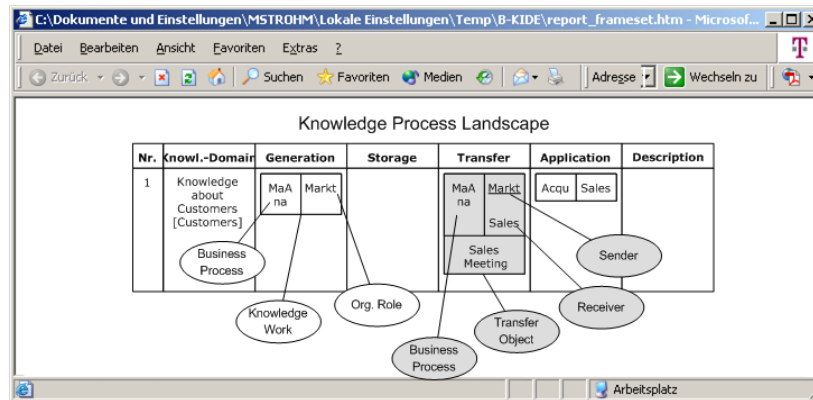 C:\Dokumente und Einstellungen\MSTROHM\Lokale Einstellungen\Temp\B-KIDE\report_frameset.htm - Microsof...
Datei Bearbeiten Ansicht Favoriten Extras ?
T
Zurück Suchen Favoriten Medien Adresse Wechseln zu
Knowledge Process Landscape
Nr. Knowl.-Domain Generation Storage Transfer Application Description
1
Knowledge
about
Customers
[Customers]
MaA
na
Markt
MaA
na
Markt
Sales
Sales
Meeting
Acqu
Sales
Business
Process
Knowledge
Work
Org. Role
Business
Process
Transfer
Object
Receiver
Sender
Arbeitsplatz